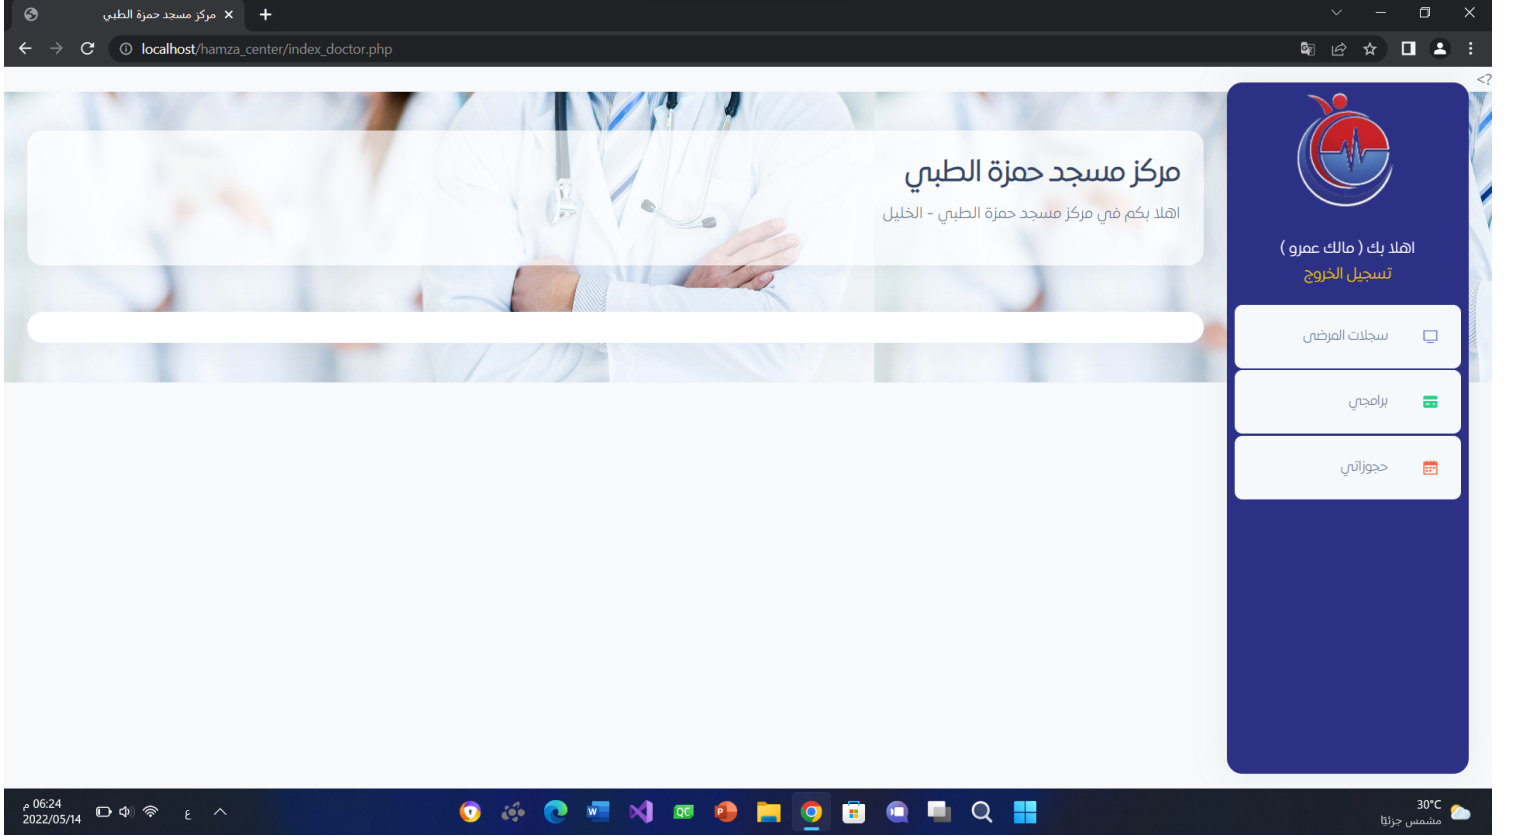 مركز مسجد حمزة الطبي
localhost/hamza_center/index_doctor.php
<?
مركز مسجد حمزة الطبي
اهلا بكم في مركز مسجد حمزة الطبي - الخليل
اهلا بك ( مالك عمرو )
تسجيل الخروج
سجلات المرضى
برامجي
حجوزاتي
06:24 م
2022/05/14
ع
W
QC
P
30°C
مشمس جزئيًا